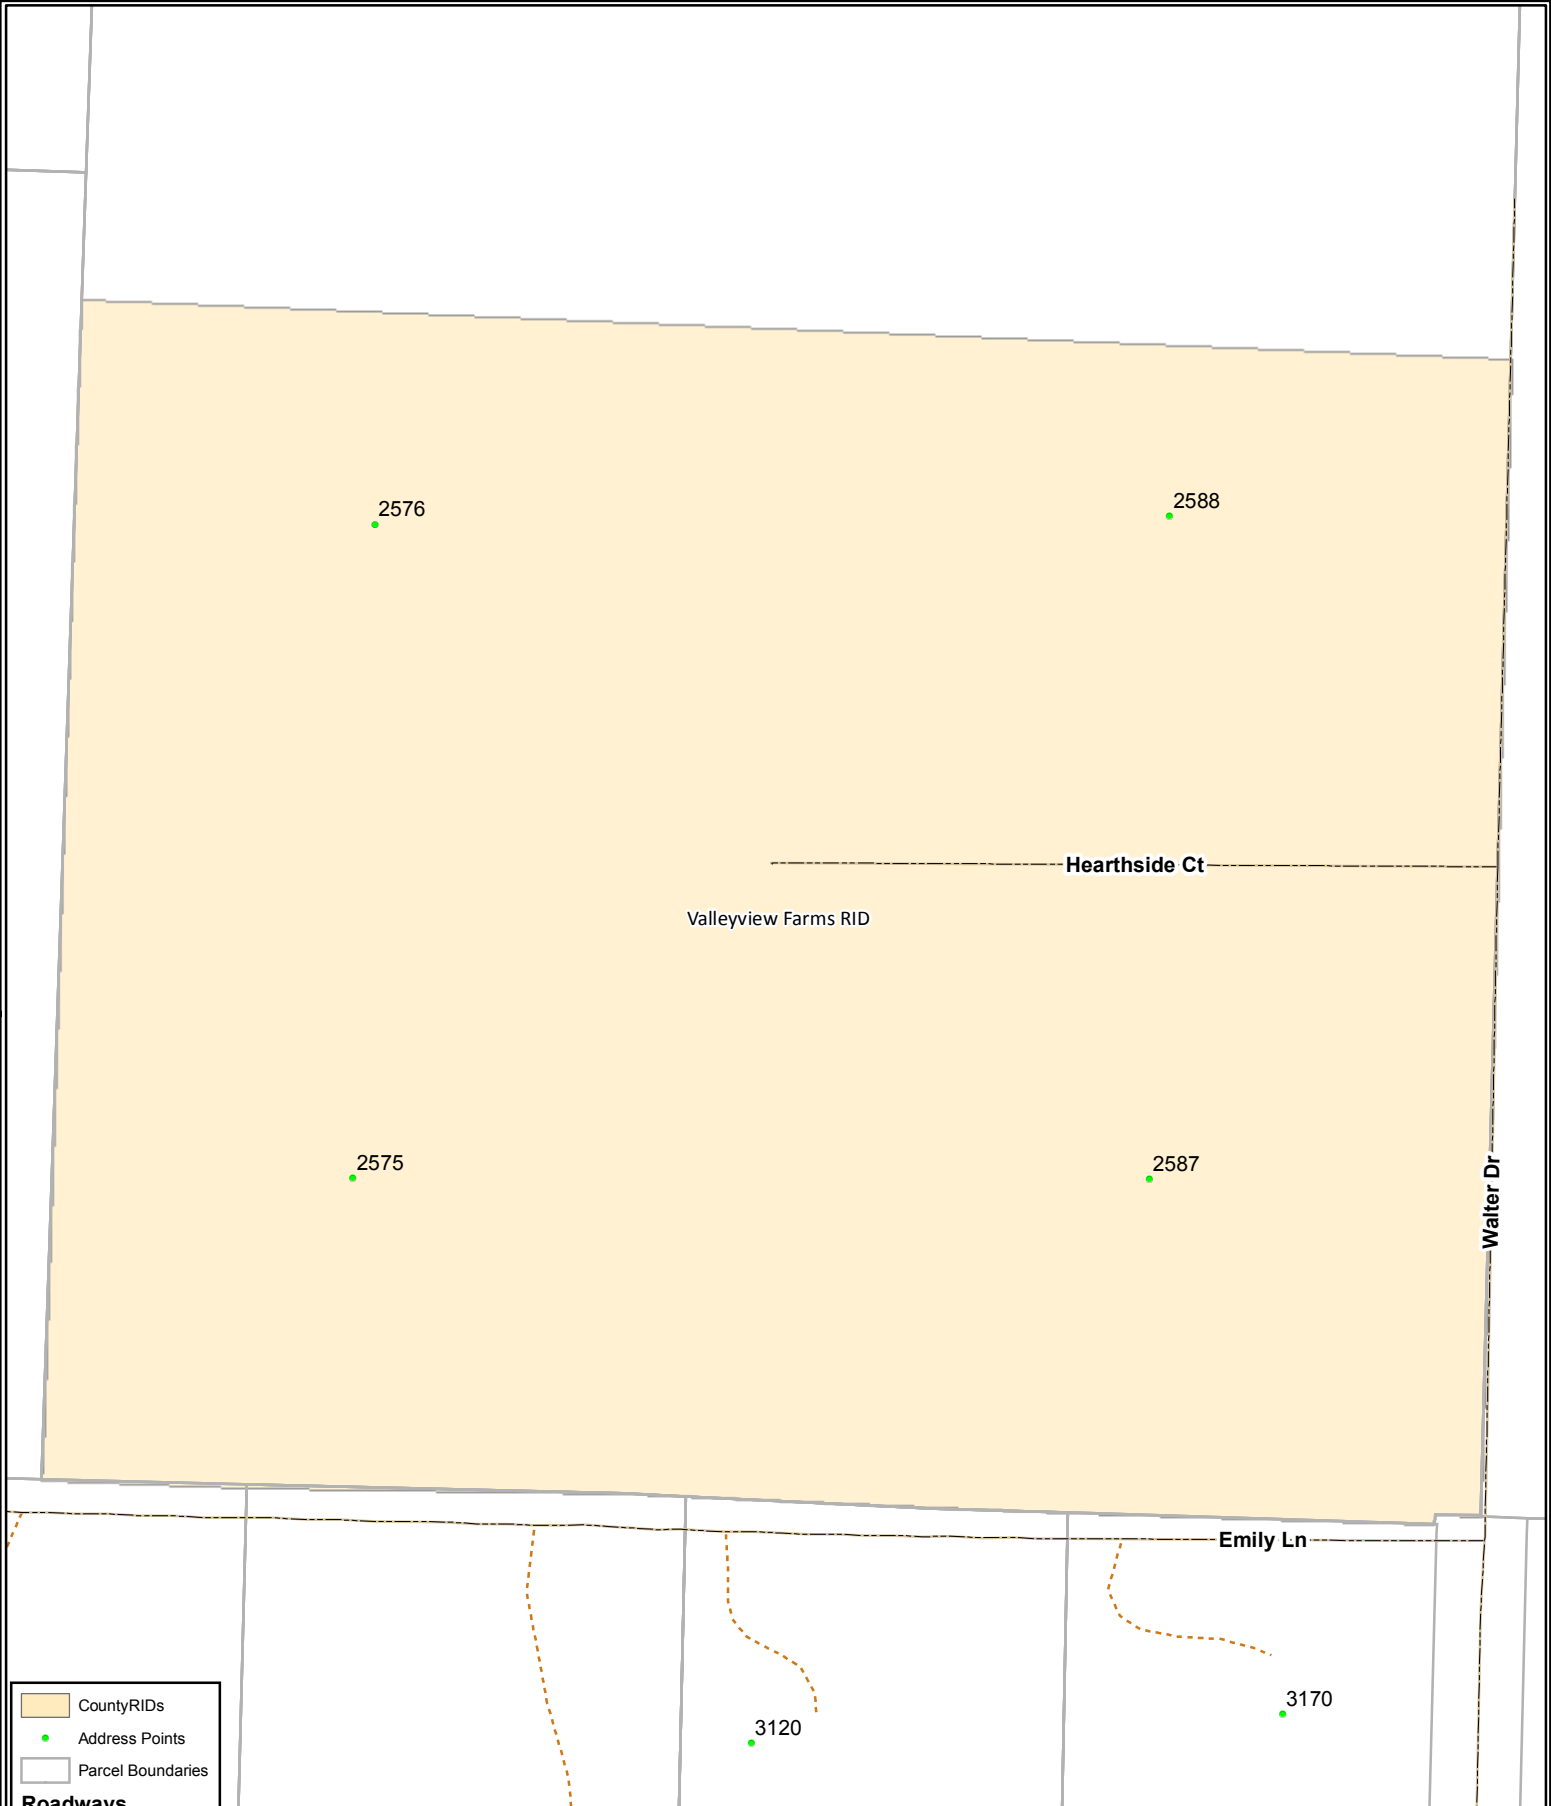 2576
2588
Hearthside Ct
Valleyview Farms RID
2575
2587
Walter Dr
Emily Ln
3170
3120
CountyRIDs
Address Points
Parcel Boundaries
Roadways